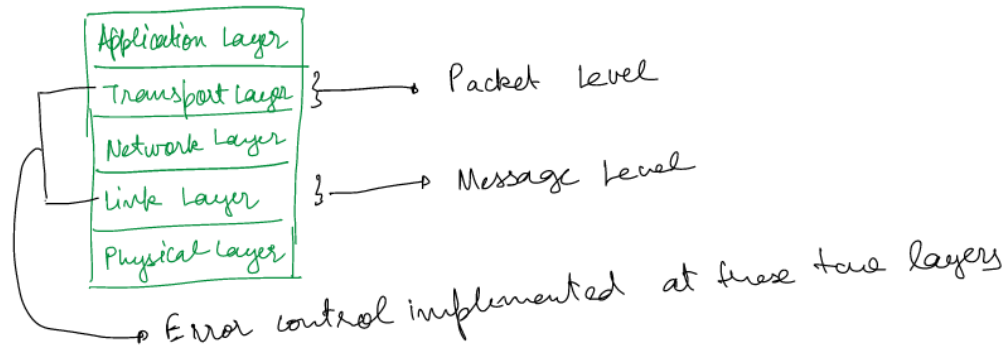 Application Layer
Transport Layer
Packet Level
Network Layer
Link Layer
Message Level
Physical Layer
Error control implemented at these two layers